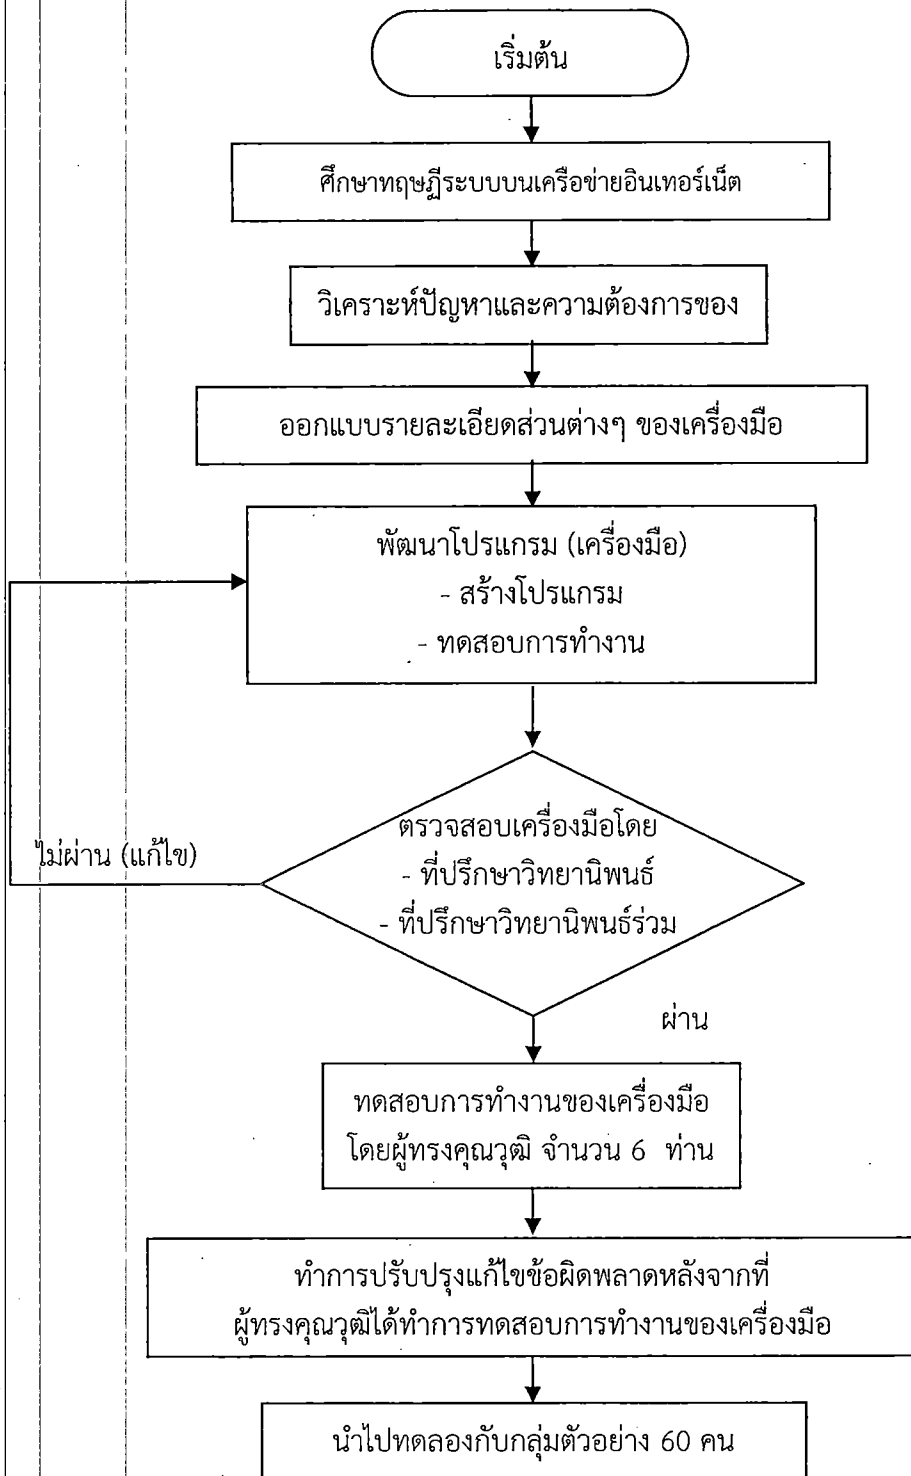 เริ่มต้น
ศึกษาทฤษฎีระบบบนเครือข่ายอินเทอร์เน็ต
วิเคราะห์ปัญหาและความต้องการของ
ออกแบบรายละเอียดส่วนต่างๆ ของเครื่องมือ
พัฒนาโปรแกรม (เครื่องมือ)
- สร้างโปรแกรม
- ทดสอบการทำงาน
ตรวจสอบเครื่องมือโดย
- ที่ปรึกษาวิทยานิพนธ์
- ที่ปรึกษาวิทยานิพนธ์ร่วม
ไม่ผ่าน (แก้ไข)
ผ่าน
ทดสอบการทำงานของเครื่องมือ
โดยผู้ทรงคุณวุฒิ จำนวน 6 ท่าน
ทำการปรับปรุงแก้ไขข้อผิดพลาดหลังจากที่
ผู้ทรงคุณวุฒิได้ทำการทดสอบการทำงานของเครื่องมือ
นำไปทดลองกับกลุ่มตัวอย่าง 60 คน